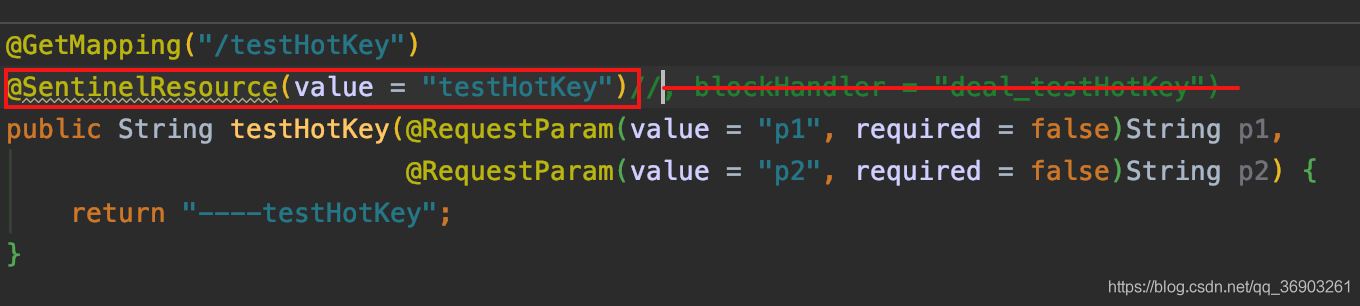 @GetMapping("/testHotKey")
@SentinelResource(value = "testHotKey")//, blockHandler = "deal_testHotKey")
public String testHotKey(@RequestParam(value = "p1", required = false)String p1,
@RequestParam(value = "p2", required = false)String p2) {
return "----testHotKey";
}
https://blog.csdn.net/qq_36903261